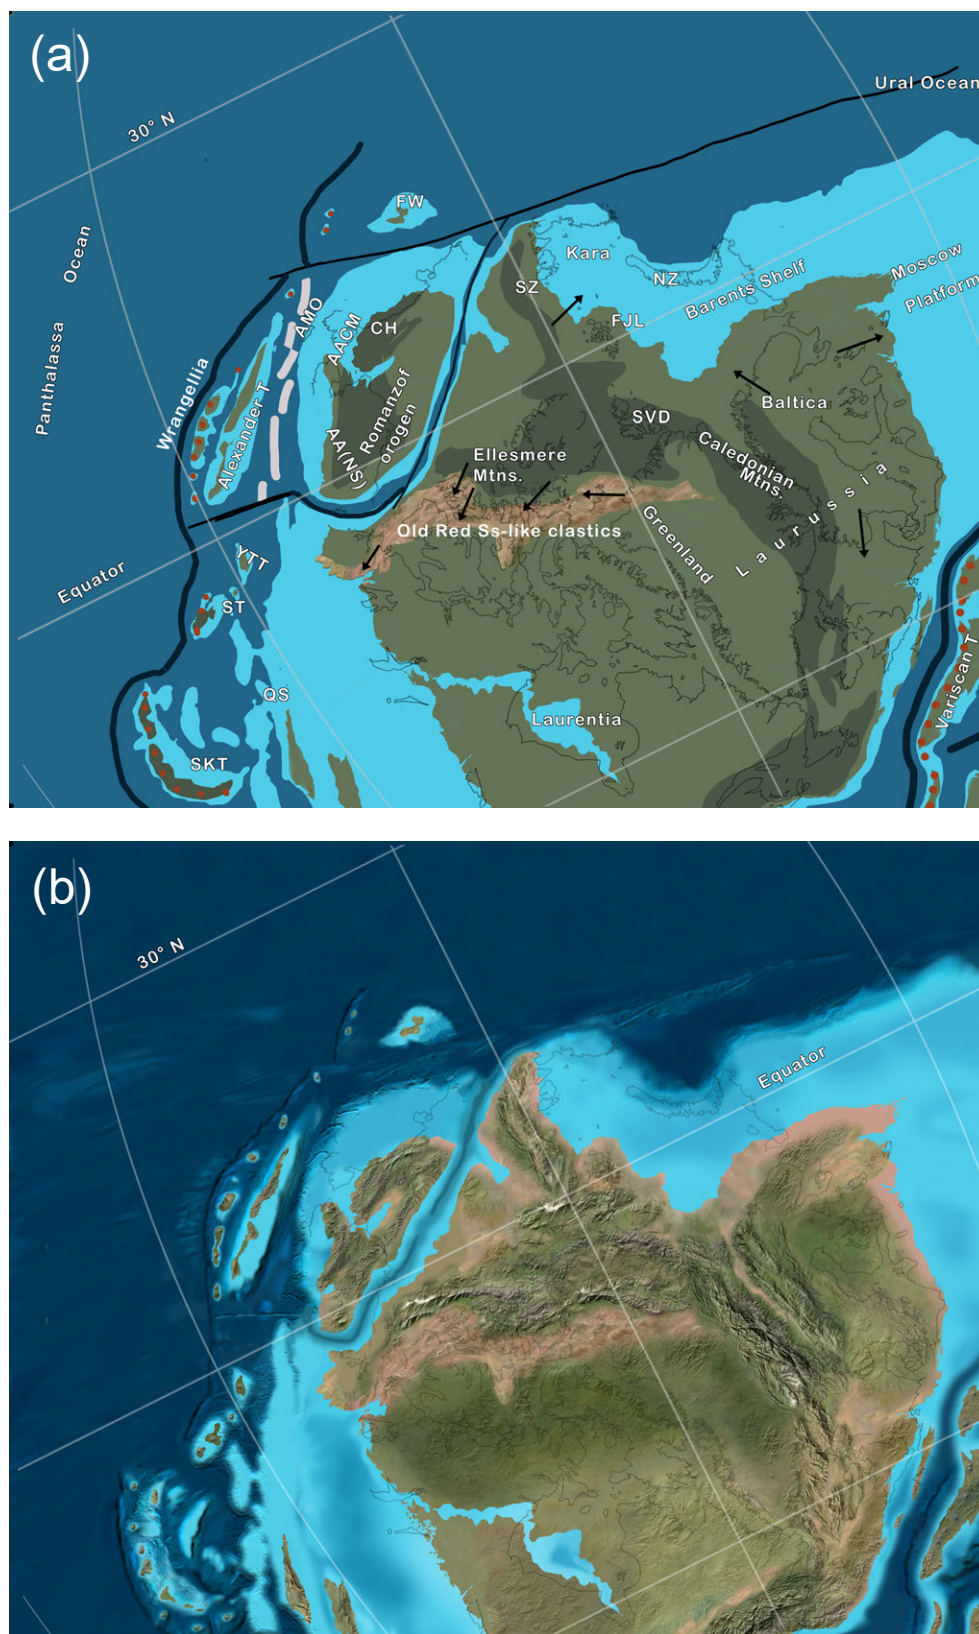 (a)
Ural Ocean
30° N
FW
Ocean
Kara
NZ
Moscow
Platform
SZ
Barents Shelf
AMO
AACM
CH
FJL
Panthalassa
Wrangellia
Alexander T
Romanzof
orogen
AA(NS)
Baltica
SVD
Caledonian
Mtns.
Ellesmere
Mtns.
Laurussia
Old Red Ss-like clastics
Greenland
YTT
Equator
ST
QS
Laurentia
Variscan T
SKT
(b)
30° N
Equator